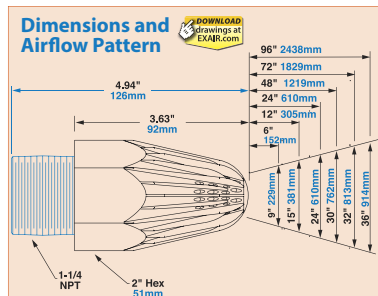 Dimensions and
Airflow Pattern
DOWNLOAD
drawings at
EXAIR.com
96" 2438mm
72" 1829mm
48" 1219mm
24" 610mm
12" 305mm
6"
152mm
4.94"
126mm
3.63"
92mm
9" 229mm
15" 381mm
24" 610mm
30" 762mm
32" 813mm
36" 914mm
1-1/4
NPT
2" Hex
51mm